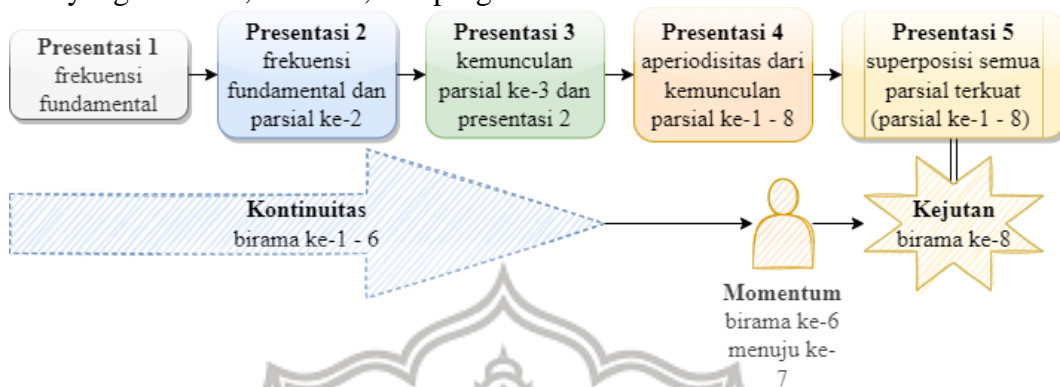 Presentasi 1
frekuensi
fundamental
Presentasi 2
frekuensi
fundamental dan
parsial ke-2
Presentasi 3
kemunculan
parsial ke-3 dan
presentasi 2
Presentasi 4
aperiodisitas dari
kemunculan
parsial ke-1 - 8
Presentasi 5
superposisi semua
parsial terkuat
(parsial ke-1 - 8)
Kontinuitas
birama ke-1 - 6
Momentum
birama ke-6
menuju ke-
7
Kejutan
birama ke-8